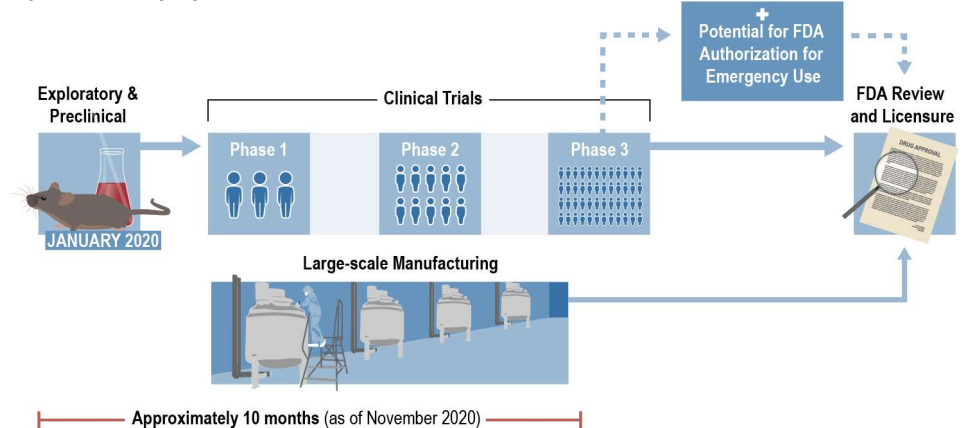 Potential for FDA
Authorization for
Emergency Use
Exploratory &
Preclinical
Clinical Trials
FDA Review
and Licensure
Phase 1
Phase 2
Phase 3
DRUG APPROVAL
JANUARY 2020
Large-scale Manufacturing
Approximately 10 months (as of November 2020)